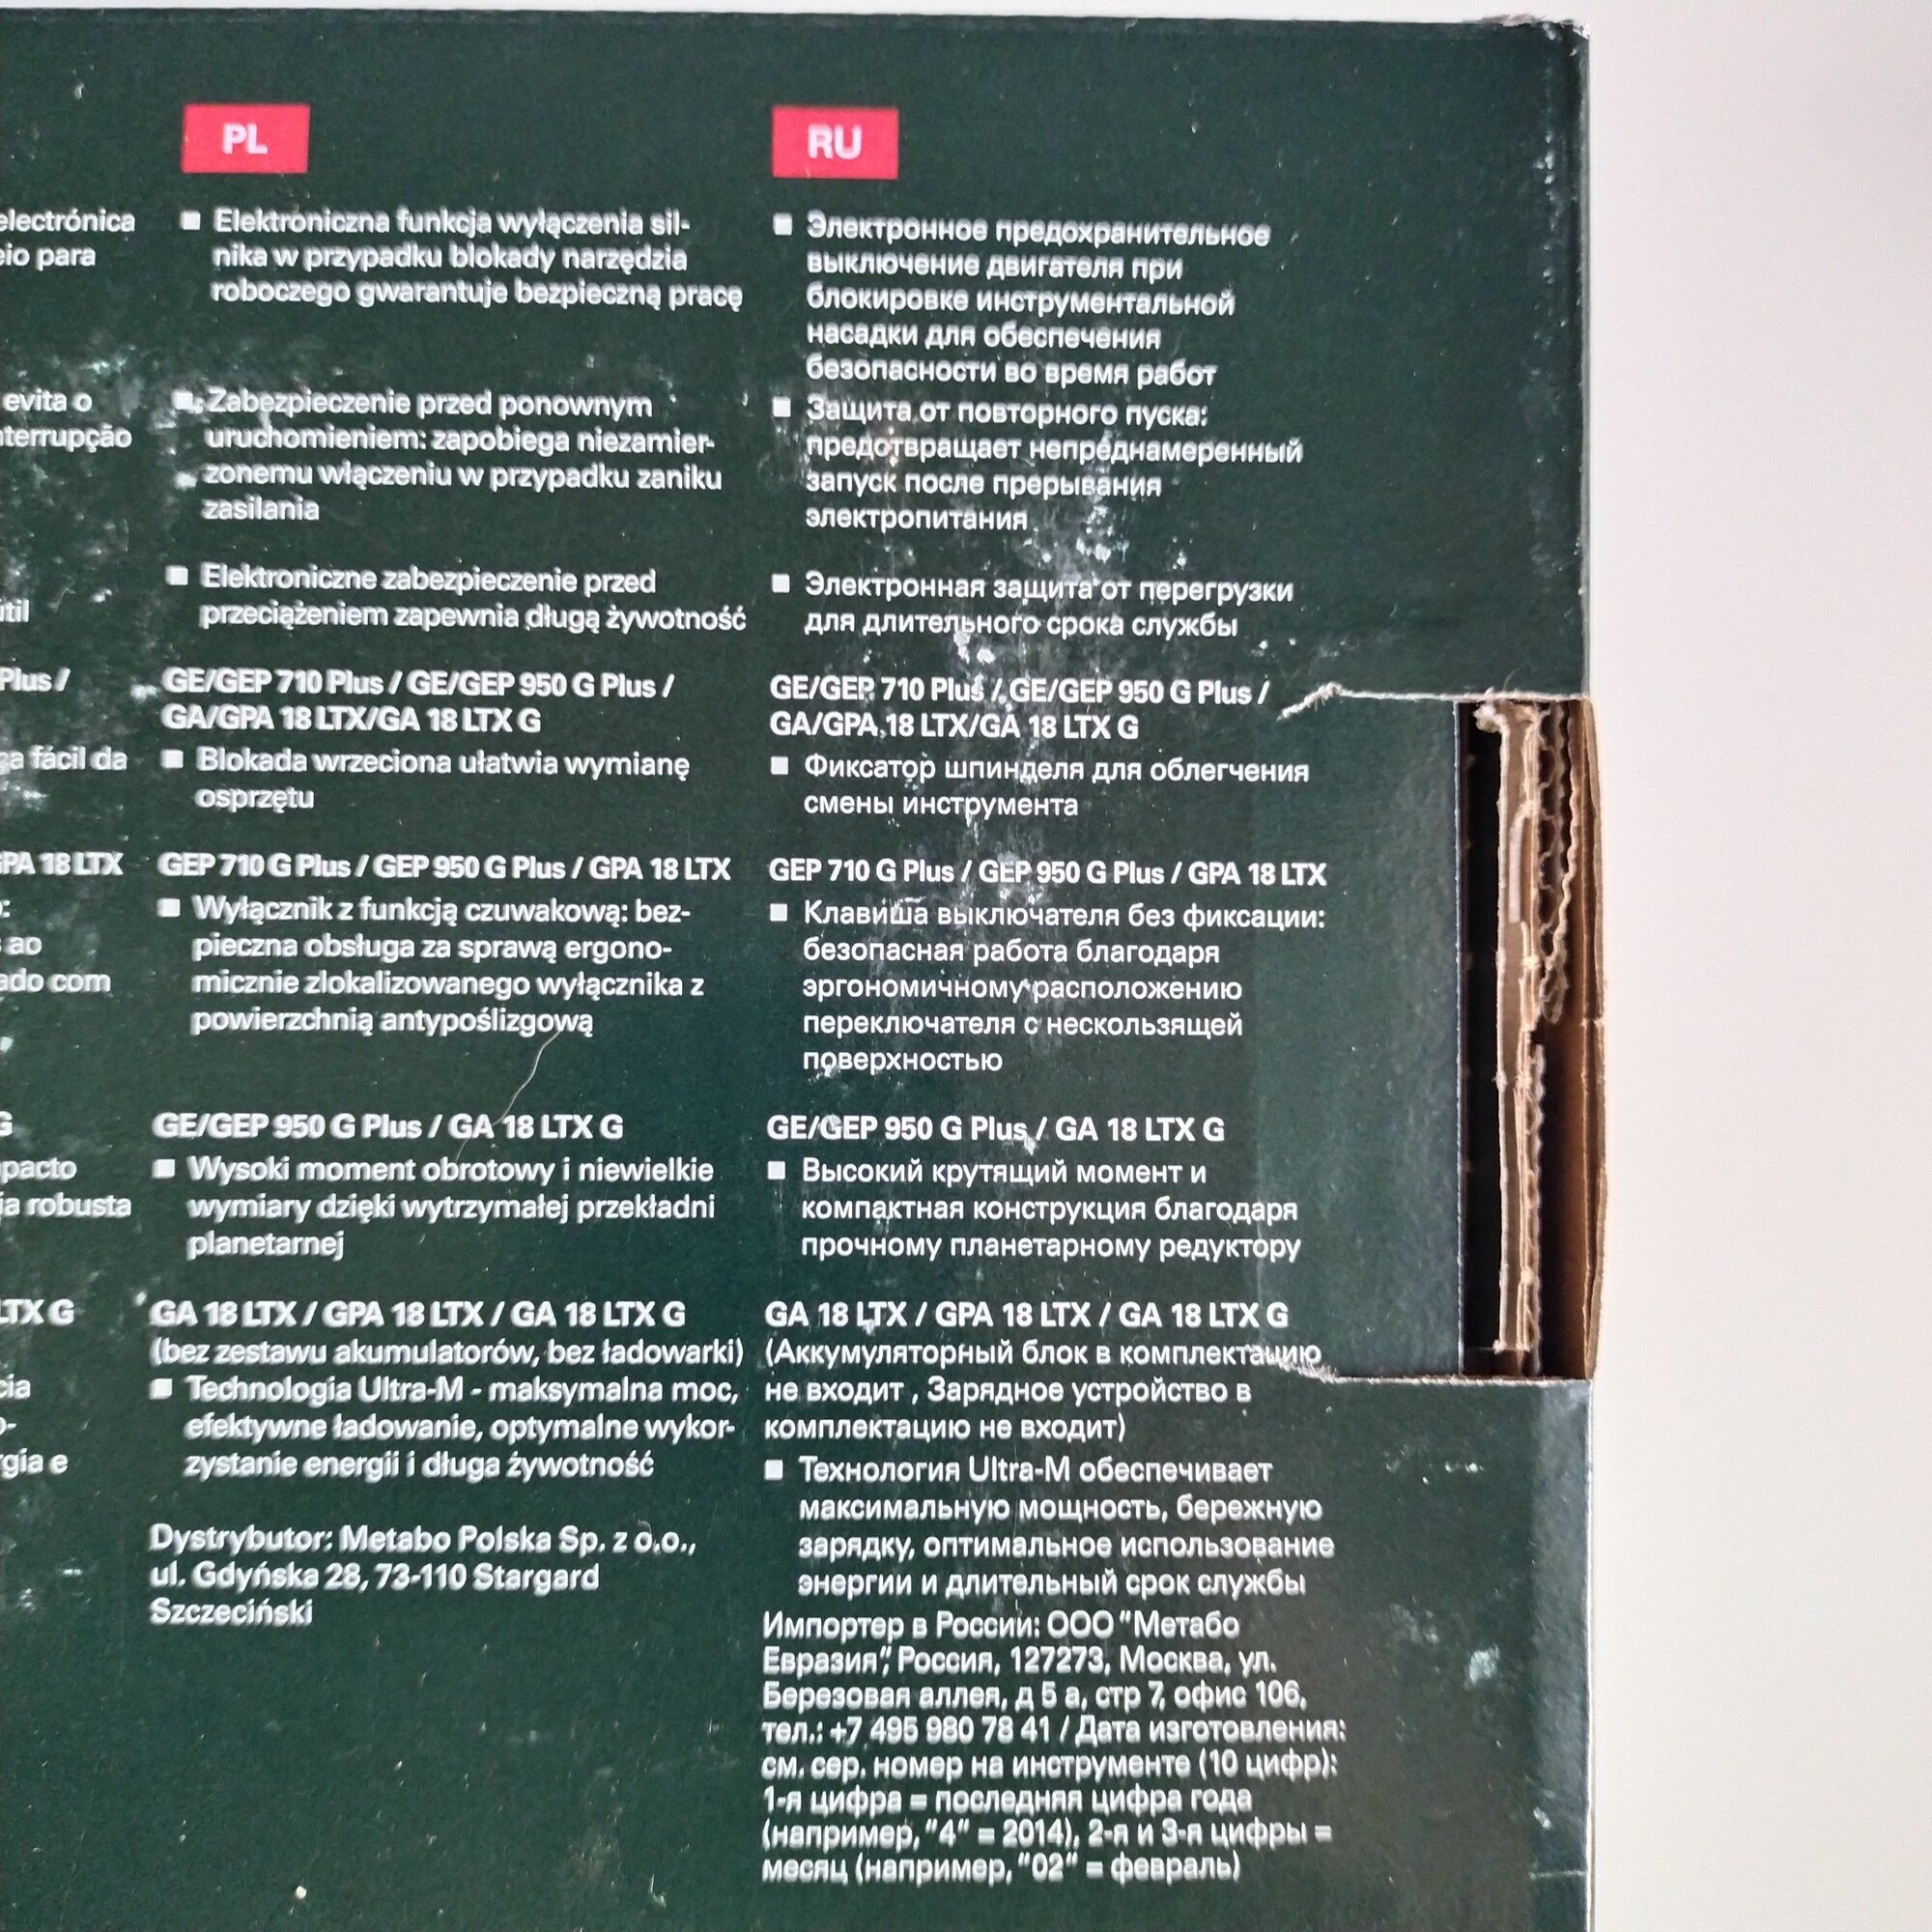 electrónica
eio para
evita o
nterrupção
útil
Plus /
ça fácil da
GPA 18 LTX
o:
s ao
ado com
G
mpacto
ia robusta
LTX G
cia
o-
rgia e
PL
■ Elektroniczna funkcja wyłączenia sil-
nika w przypadku blokady narzędzia
roboczego gwarantuje bezpieczną pracę
■ Zabezpieczenie przed ponownym
uruchomieniem: zapobiega niezamier-
zonemu włączeniu w przypadku zaniku
zasilania
■ Elektroniczne zabezpieczenie przed
przeciążeniem zapewnia długą żywotność
GE/GEP 710 Plus / GE/GEP 950 G Plus /
GA/GPA 18 LTX/GA 18 LTX G
■ Blokada wrzeciona ułatwia wymianę
osprzętu
GEP 710 G Plus / GEP 950 G Plus / GPA 18 LTX
■ Wyłącznik z funkcją czuwakową: bez-
pieczna obsługa za sprawą ergono-
micznie zlokalizowanego wyłącznika z
powierzchnią antypoślizgową
GE/GEP 950 G Plus / GA 18 LTX G
■ Wysoki moment obrotowy i niewielkie
wymiary dzięki wytrzymałej przekładni
planetarnej
GA 18 LTX / GPA 18 LTX / GA 18 LTX G
(bez zestawu akumulatorów, bez ładowarki)
■ Technologia Ultra-M - maksymalna moc,
efektywne ładowanie, optymalne wykor-
zystanie energii i długa żywotność
Dystrybutor: Metabo Polska Sp. z o.o.,
ul. Gdyńska 28, 73-110 Stargard
Szczeciński
RU
■ Электронное предохранительное
выключение двигателя при
блокировке инструментальной
насадки для обеспечения
безопасности во время работ
■ Защита от повторного пуска:
предотвращает непреднамеренный
запуск после прерывания
электропитания
■ Электронная защита от перегрузки
для длительного срока службы
GE/GEP 710 Plus / GE/GEP 950 G Plus /
GA/GPA 18 LTX/GA 18 LTX G
■ Фиксатор шпинделя для облегчения
смены инструмента
GEP 710 G Plus / GEP 950 G Plus / GPA 18 LTX
■ Клавиша выключателя без фиксации:
безопасная работа благодаря
эргономичному расположению
переключателя с нескользящей
поверхностью
GE/GEP 950 G Plus / GA 18 LTX G
■ Высокий крутящий момент и
компактная конструкция благодаря
прочному планетарному редуктору
GA 18 LTX / GPA 18 LTX / GA 18 LTX G
(Аккумуляторный блок в комплектацию
не входит , Зарядное устройство в
комплектацию не входит)
■ Технология Ultra-M обеспечивает
максимальную мощность, бережную
зарядку, оптимальное использование
энергии и длительный срок службы
Импортер в России: ООО "Метабо
Евразия", Россия, 127273, Москва, ул.
Березовая аллея, д 5 а, стр 7, офис 106,
тел.: +7 495 980 78 41 / Дата изготовления:
см. сер. номер на инструменте (10 цифр):
1-я цифра = последняя цифра года
(например, "4" = 2014), 2-я и 3-я цифры =
месяц (например, "02" = февраль)